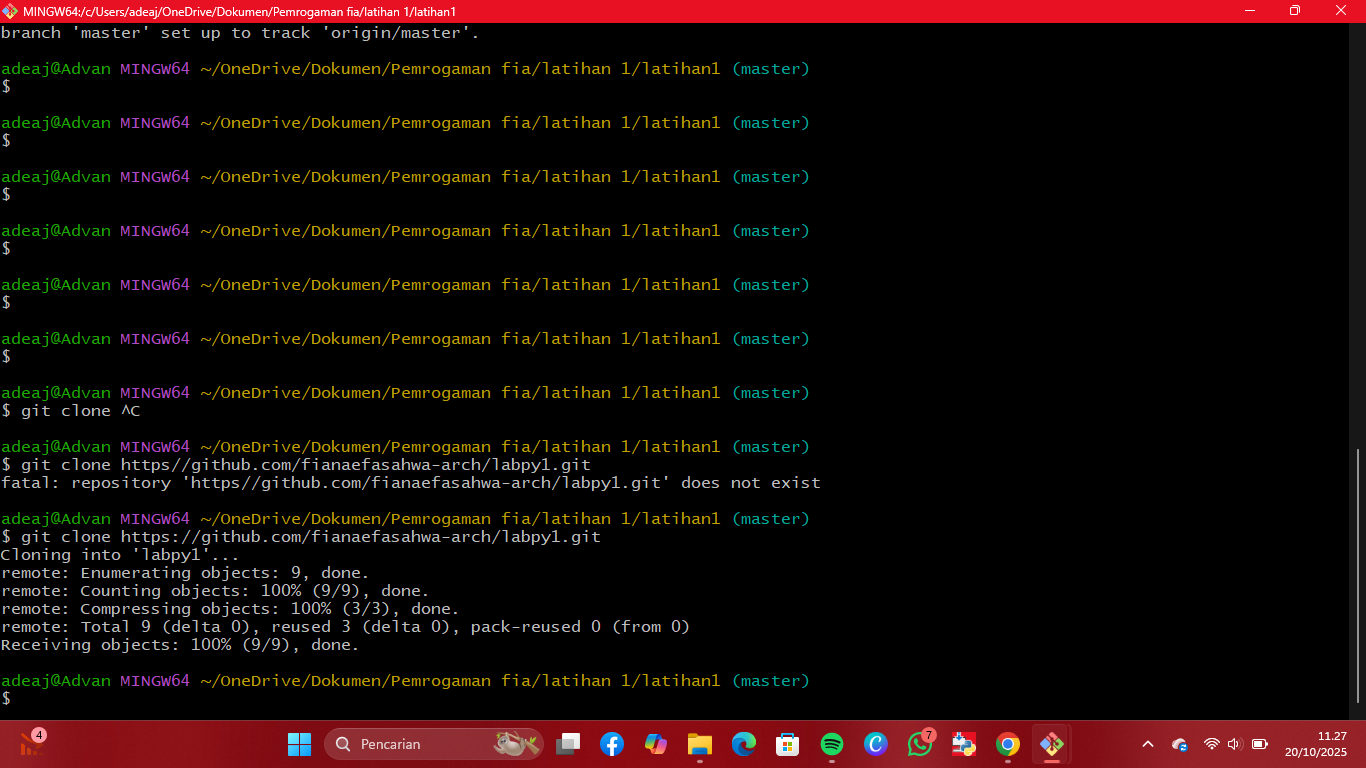 MINGW64:/c/Users/adeaj/OneDrive/Dokumen/Pemrogaman fia/latihan 1/latihan1
branch 'master' set up to track 'origin/master'.
adeaj@Advan MINGW64 ~/OneDrive/Dokumen/Pemrogaman fia/latihan 1/latihan1 (master)
$
adeaj@Advan MINGW64 ~/OneDrive/Dokumen/Pemrogaman fia/latihan 1/latihan1 (master)
$
adeaj@Advan MINGW64 ~/OneDrive/Dokumen/Pemrogaman fia/latihan 1/latihan1 (master)
$
adeaj@Advan MINGW64 ~/OneDrive/Dokumen/Pemrogaman fia/latihan 1/latihan1 (master)
$
adeaj@Advan MINGW64 ~/OneDrive/Dokumen/Pemrogaman fia/latihan 1/latihan1 (master)
$
adeaj@Advan MINGW64 ~/OneDrive/Dokumen/Pemrogaman fia/latihan 1/latihan1 (master)
$
adeaj@Advan MINGW64 ~/OneDrive/Dokumen/Pemrogaman fia/latihan 1/latihan1 (master)
$ git clone ^C
adeaj@Advan MINGW64 ~/OneDrive/Dokumen/Pemrogaman fia/latihan 1/latihan1 (master)
$ git clone https//github.com/fianaefasahwa-arch/labpy1.git
fatal: repository 'https//github.com/fianaefasahwa-arch/labpy1.git' does not exist
adeaj@Advan MINGW64 ~/OneDrive/Dokumen/Pemrogaman fia/latihan 1/latihan1 (master)
$ git clone https://github.com/fianaefasahwa-arch/labpy1.git
Cloning into 'labpy1'...
remote: Enumerating objects: 9, done.
remote: Counting objects: 100% (9/9), done.
remote: Compressing objects: 100% (3/3), done.
remote: Total 9 (delta 0), reused 3 (delta 0), pack-reused 0 (from 0)
Receiving objects: 100% (9/9), done.
adeaj@Advan MINGW64 ~/OneDrive/Dokumen/Pemrogaman fia/latihan 1/latihan1 (master)
$
4
Pencarian
7
11.27
20/10/2025